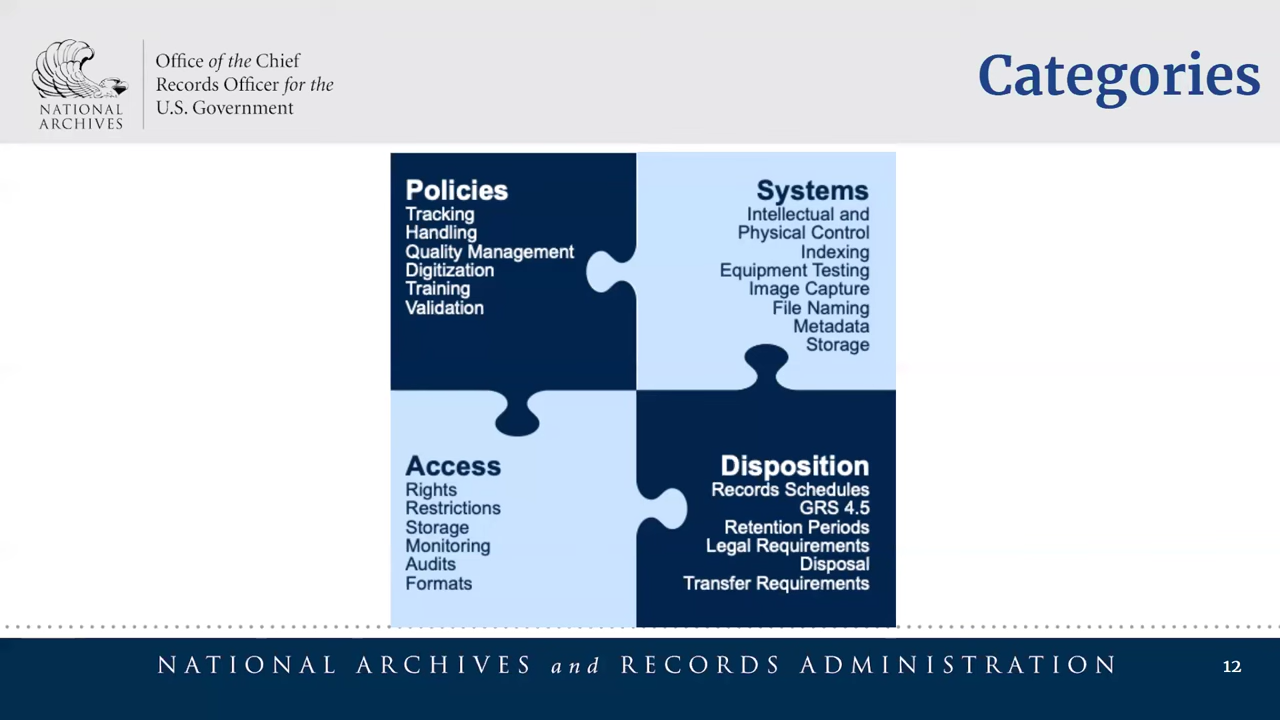 Office of the Chief
Records Officer for the
U.S. Government
NATIONAL
ARCHIVES
Categories
Policies
Tracking
Handling
Quality Management
Digitization
Training
Validation
Systems
Intellectual and
Physical Control
Indexing
Equipment Testing
Image Capture
File Naming
Metadata
Storage
Access
Rights
Restrictions
Storage
Monitoring
Audits
Formats
Disposition
Records Schedules
GRS 4.5
Retention Periods
Legal Requirements
Disposal
Transfer Requirements
NATIONAL ARCHIVES and RECORDS ADMINISTRATION
12